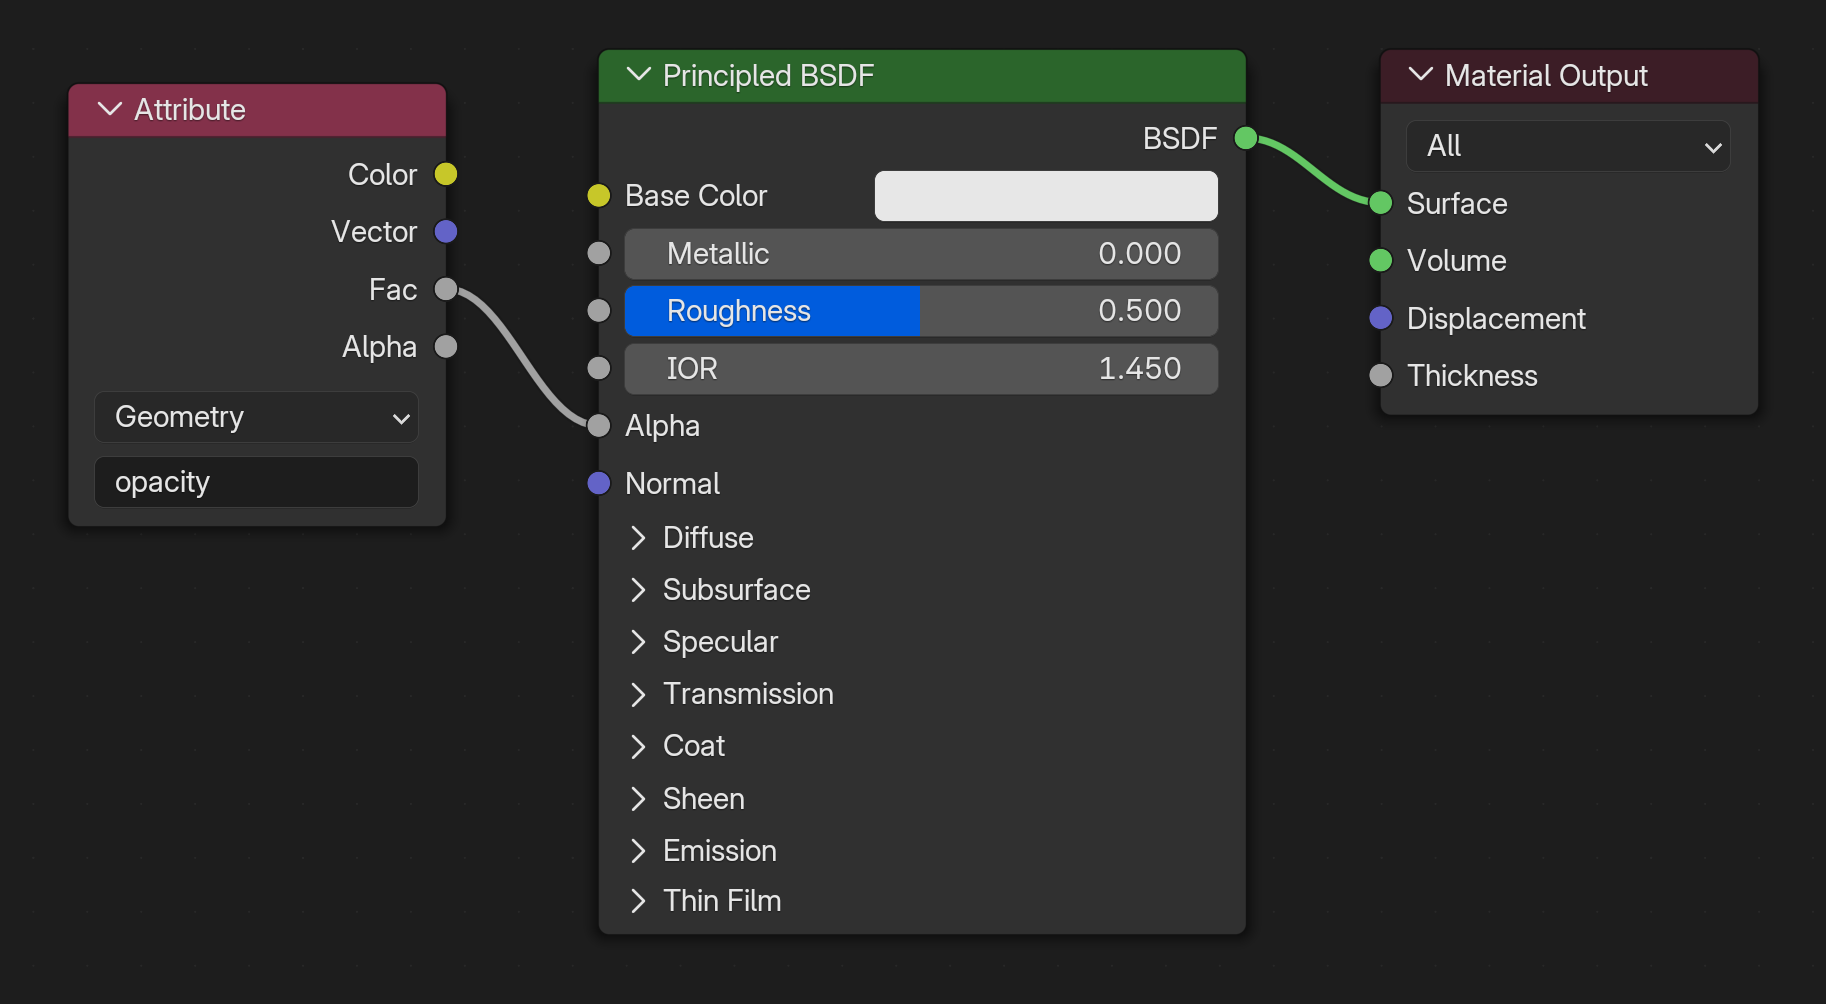 Attribute
Color
Vector
Fac
Alpha
Geometry
opacity
Principled BSDF
BSDF
Base Color
Metallic 0.000
Roughness 0.500
IOR 1.450
Alpha
Normal
Diffuse
Subsurface
Specular
Transmission
Coat
Sheen
Emission
Thin Film
Material Output
All
Surface
Volume
Displacement
Thickness